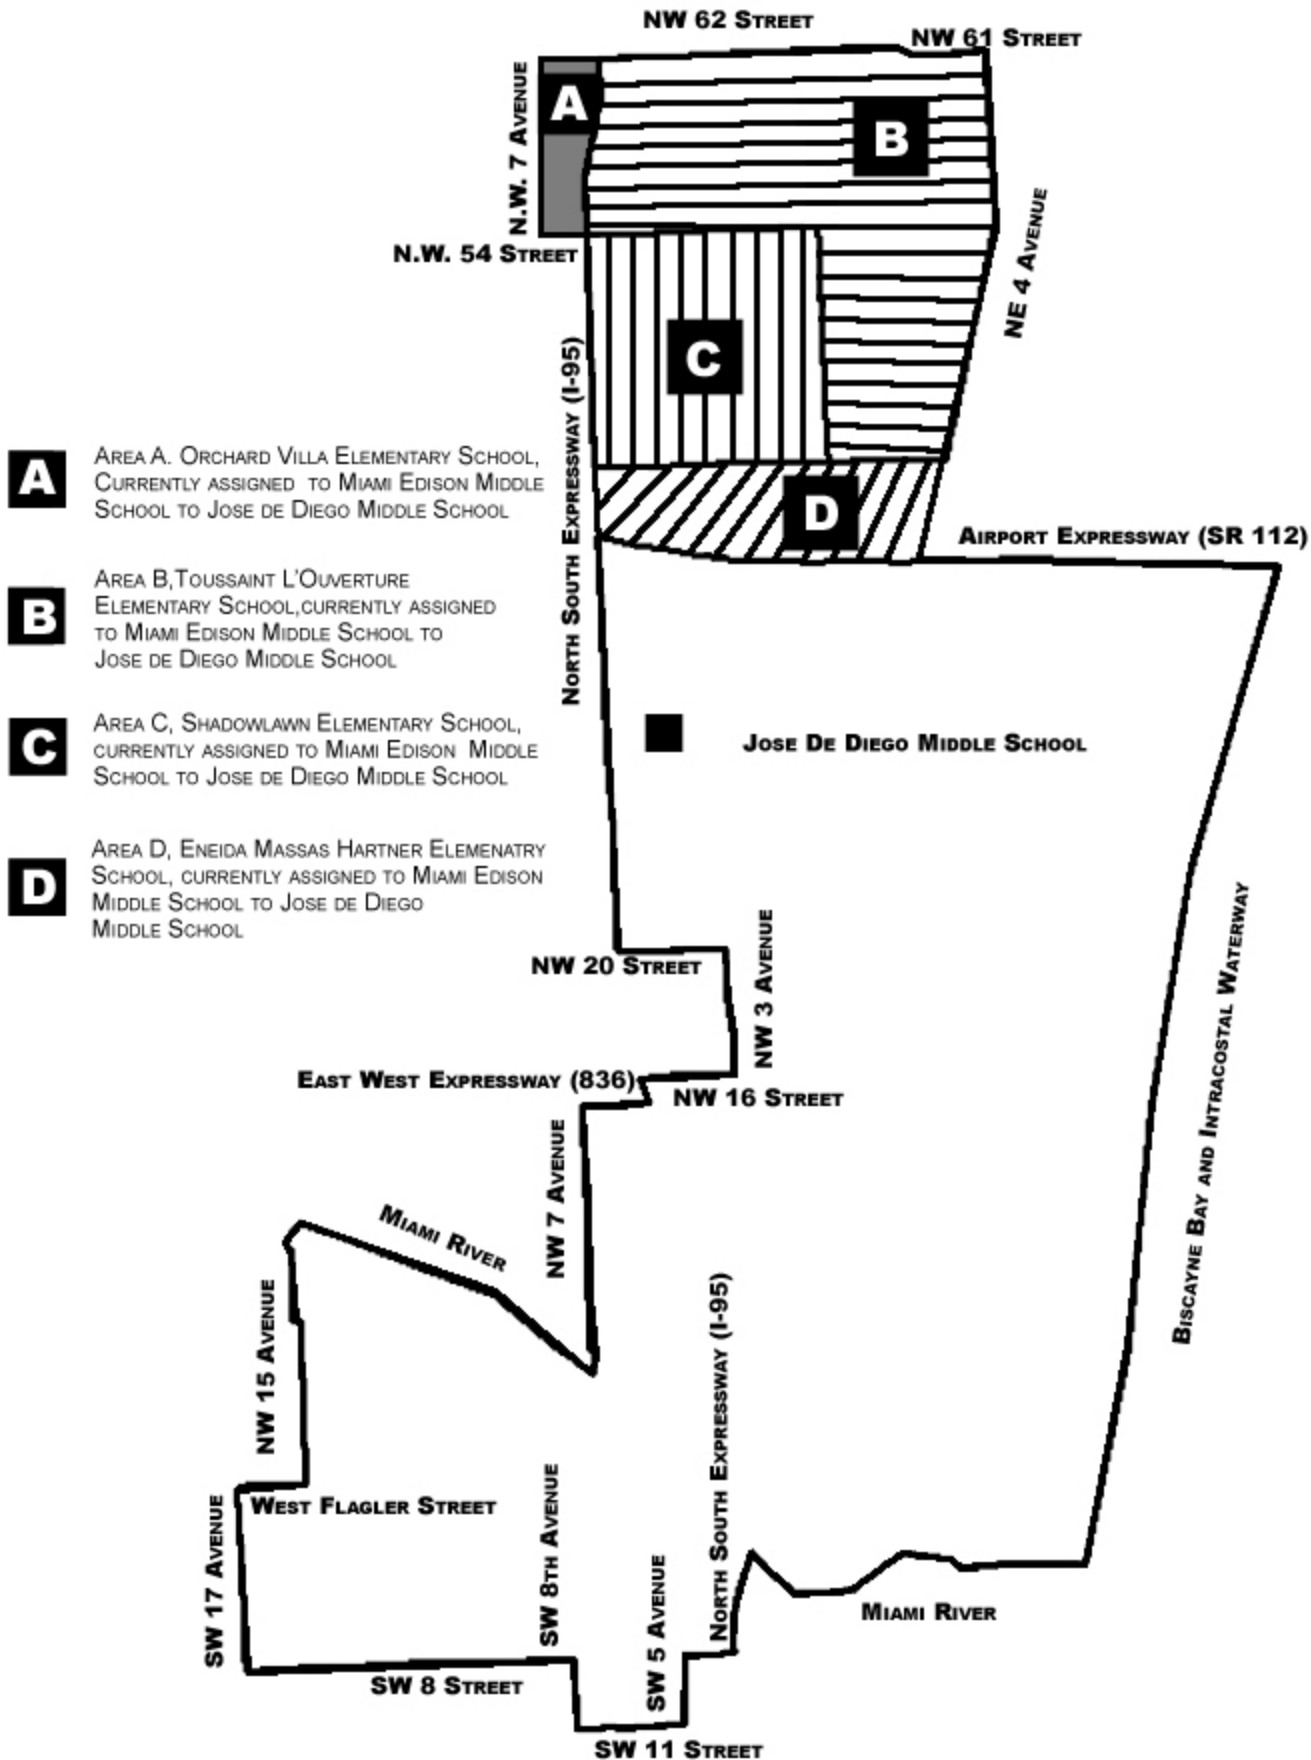 NW 62 Street
NW 61 Street
N.W. 7 Avenue
A
B
N.W. 54 Street
NE 4 Avenue
C
North South Expressway (I-95)
D
Airport Expressway (SR 112)
A
Area A. Orchard Villa Elementary School,
Currently assigned to Miami Edison Middle
School to Jose de Diego Middle School
B
Area B,Toussaint L'Ouverture
Elementary School,currently assigned
to Miami Edison Middle School to
Jose de Diego Middle School
C
Area C, Shadowlawn Elementary School,
currently assigned to Miami Edison Middle
School to Jose de Diego Middle School
D
Area D, Eneida Massas Hartner Elemenatry
School, currently assigned to Miami Edison
Middle School to Jose de Diego
Middle School
Jose De Diego Middle School
NW 20 Street
NW 3 Avenue
Biscayne Bay and Intracostal Waterway
East West Expressway (836)
NW 16 Street
NW 7 Avenue
Miami River
NW 15 Avenue
North South Expressway (I-95)
West Flagler Street
SW 17 Avenue
SW 8th Avenue
SW 5 Avenue
Miami River
SW 8 Street
SW 11 Street